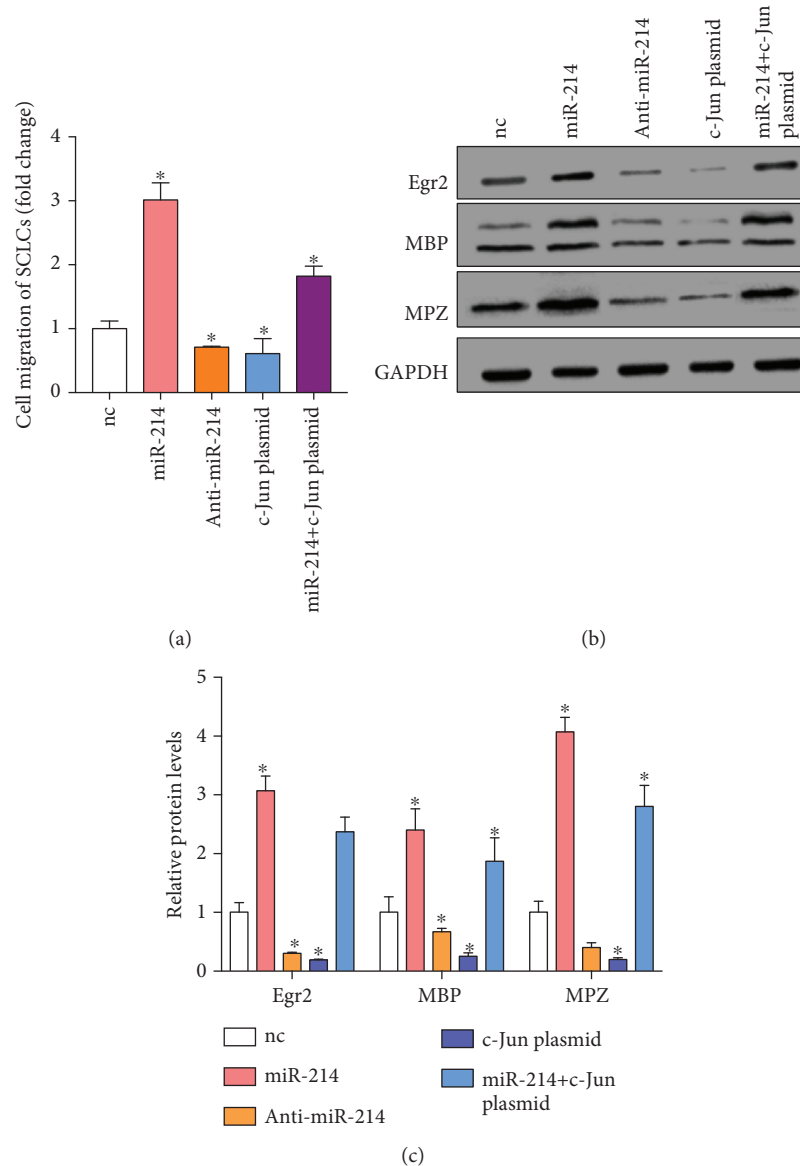 Cell migration of SCLCs (fold change)
4
3
2
1
0
*
*
*
*
nc
miR-214
Anti-miR-214
c-Jun plasmid
miR-214+c-Jun plasmid
(a)
nc
miR-214
Anti-miR-214
c-Jun plasmid
miR-214+c-Jun
plasmid
Egr2
MBP
MPZ
GAPDH
(b)
Relative protein levels
5
4
3
2
1
0
*
*
*
*
*
*
*
*
*
*
Egr2
MBP
MPZ
nc
miR-214
Anti-miR-214
c-Jun plasmid
miR-214+c-Jun
plasmid
(c)